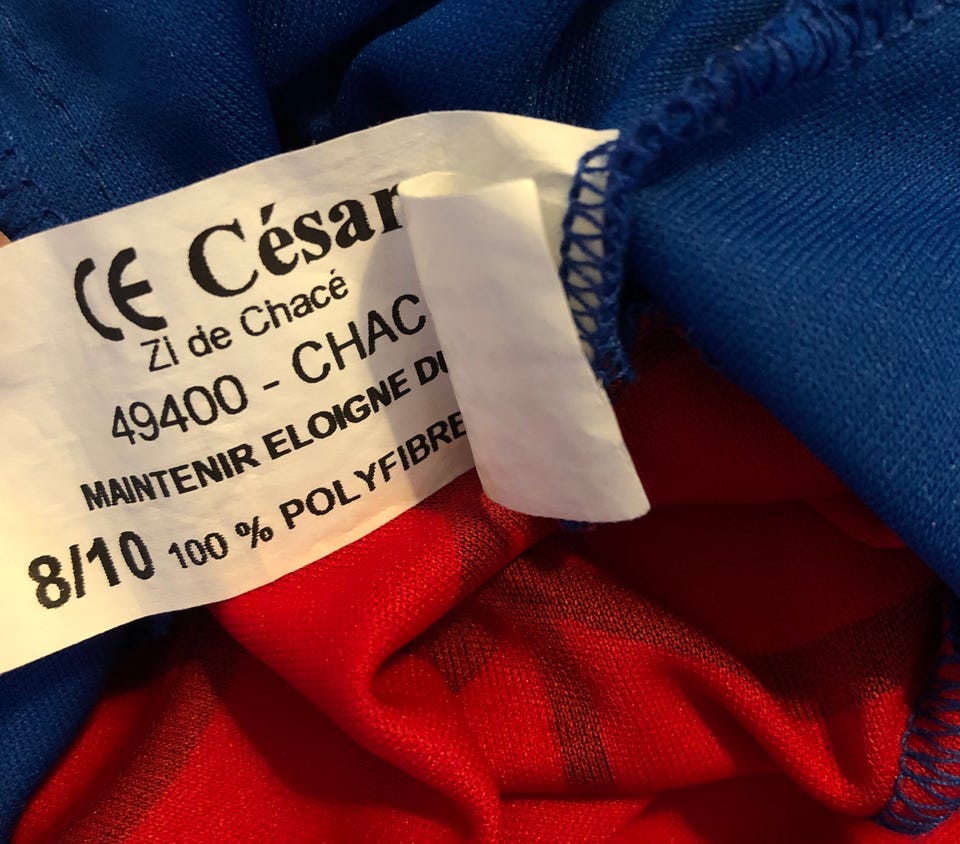 CE César
Zi de Chacé
49400 - CHAC
MAINTENIR ELOIGNE DU
8/10 100 % POLYFIBRE